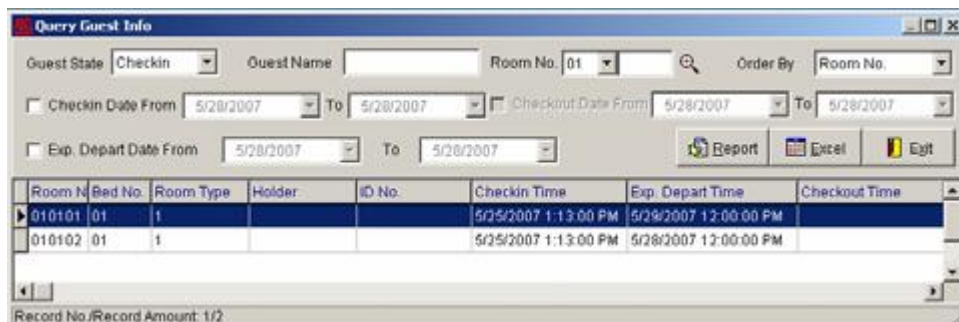 Query Guest Info
Guest State Checkin Guest Name Room No. 01 Order By Room No.
Checkin Date From 5/28/2007 To 5/28/2007 Checkout Date From 5/28/2007 To 5/28/2007
Exp. Depart Date From 5/28/2007 To 5/28/2007 Report Excel Exit
Room N Bed No. Room Type Holder ID No. Checkin Time Exp. Depart Time Checkout Time
010101 01 1 5/25/2007 1:13:00 PM 5/29/2007 12:00:00 PM
010102 01 1 5/25/2007 1:13:00 PM 5/28/2007 12:00:00 PM
Record No./Record Amount: 1/2